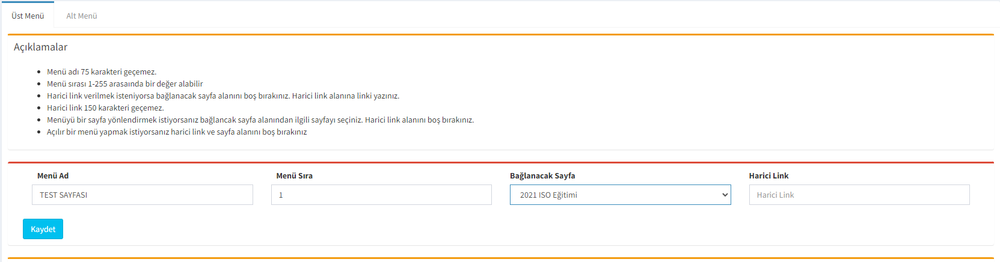 Üst Menü
Alt Menü
Açıklamalar
Menü adı 75 karakteri geçemez.
Menü sırası 1-255 arasaında bir değer alabilir
Harici link verilmek isteniyorsa bağlanacak sayfa alanını boş bırakınız. Harici link alanına linki yazınız.
Harici link 150 karakteri geçemez.
Menüyü bir sayfa yönlendirmek istiyorsanız bağlancak sayfa alanından ilgili sayfayı seçiniz. Harici link alanını boş bırakınız.
Açılır bir menü yapmak istiyorsanız harici link ve sayfa alanını boş bırakınız
Menü Ad
Menü Sıra
Bağlanacak Sayfa
Harici Link
TEST SAYFASI
1
2021 ISO Eğitimi
Harici Link
Kaydet